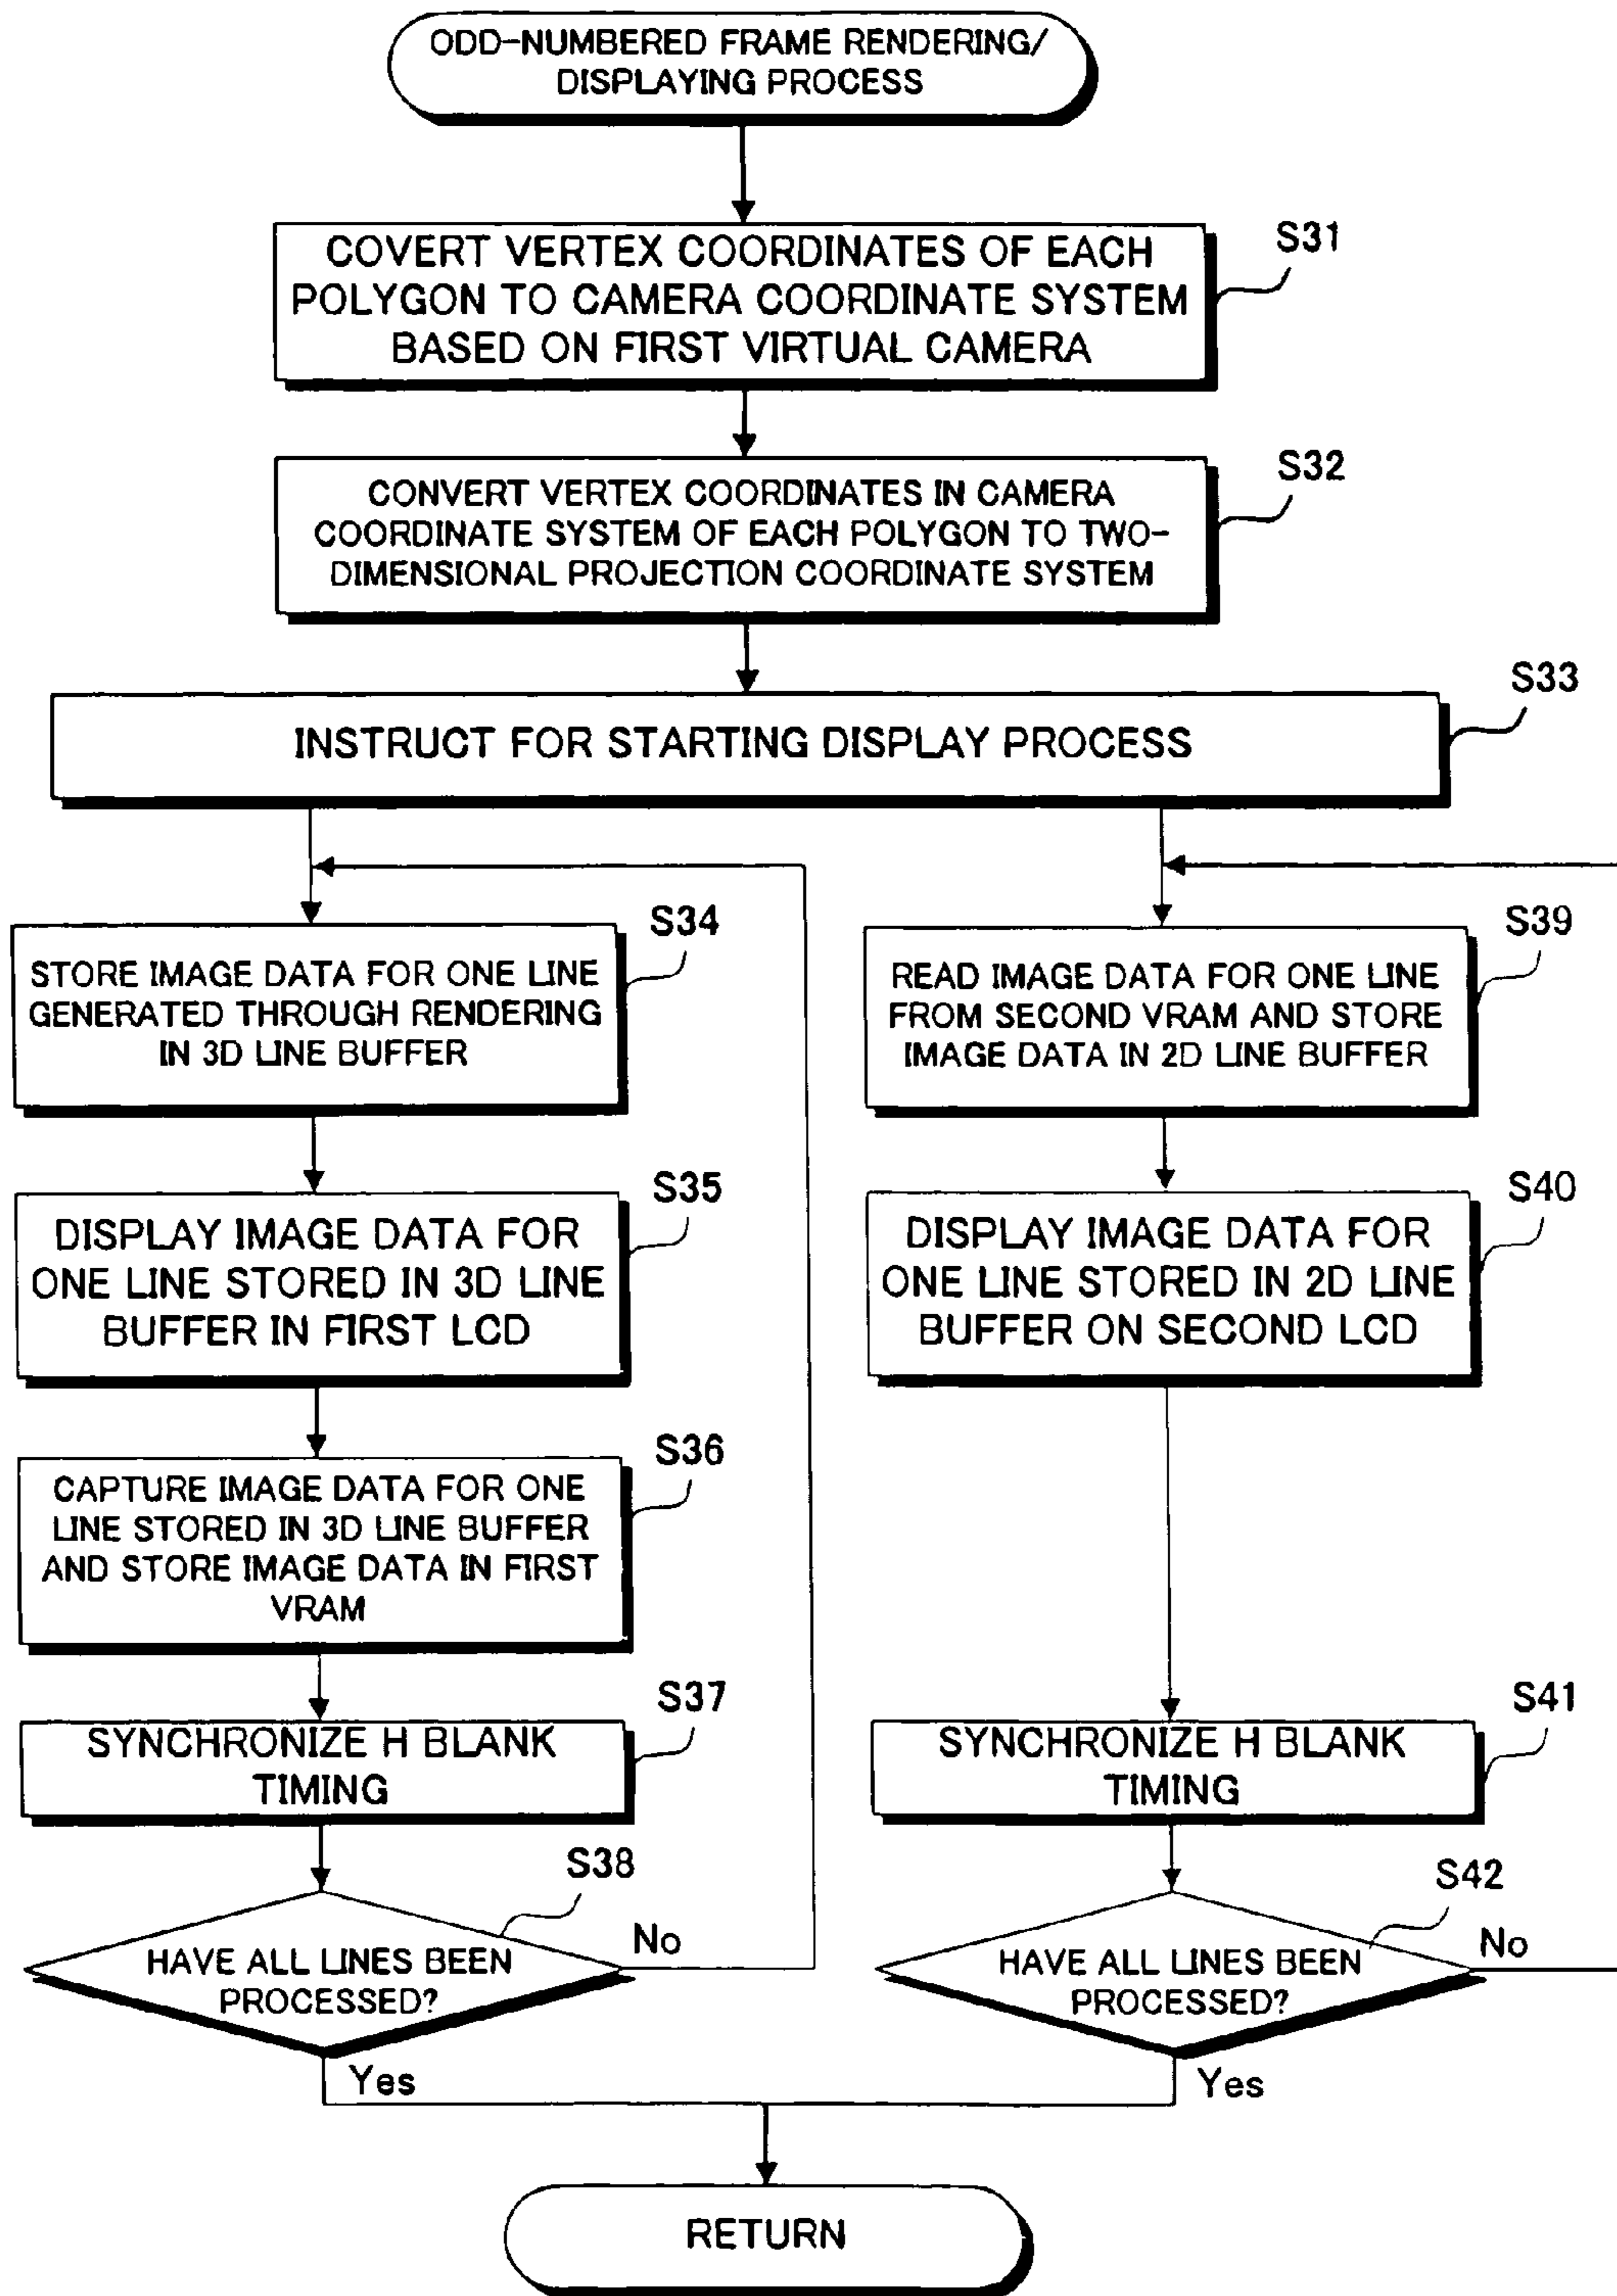 ODD-NUMBERED FRAME RENDERING/
DISPLAYING PROCESS
COVERT VERTEX COORDINATES OF EACH
POLYGON TO CAMERA COORDINATE SYSTEM
BASED ON FIRST VIRTUAL CAMERA
S31
CONVERT VERTEX COORDINATES IN CAMERA
COORDINATE SYSTEM OF EACH POLYGON TO TWO-
DIMENSIONAL PROJECTION COORDINATE SYSTEM
S32
INSTRUCT FOR STARTING DISPLAY PROCESS
S33
STORE IMAGE DATA FOR ONE LINE
GENERATED THROUGH RENDERING
IN 3D LINE BUFFER
S34
DISPLAY IMAGE DATA FOR
ONE LINE STORED IN 3D LINE
BUFFER IN FIRST LCD
S35
CAPTURE IMAGE DATA FOR ONE
LINE STORED IN 3D LINE BUFFER
AND STORE IMAGE DATA IN FIRST
VRAM
S36
SYNCHRONIZE H BLANK
TIMING
S37
HAVE ALL LINES BEEN
PROCESSED?
S38
No
Yes
READ IMAGE DATA FOR ONE LINE
FROM SECOND VRAM AND STORE
IMAGE DATA IN 2D LINE BUFFER
S39
DISPLAY IMAGE DATA FOR
ONE LINE STORED IN 2D LINE
BUFFER ON SECOND LCD
S40
SYNCHRONIZE H BLANK
TIMING
S41
HAVE ALL LINES BEEN
PROCESSED?
S42
No
Yes
RETURN